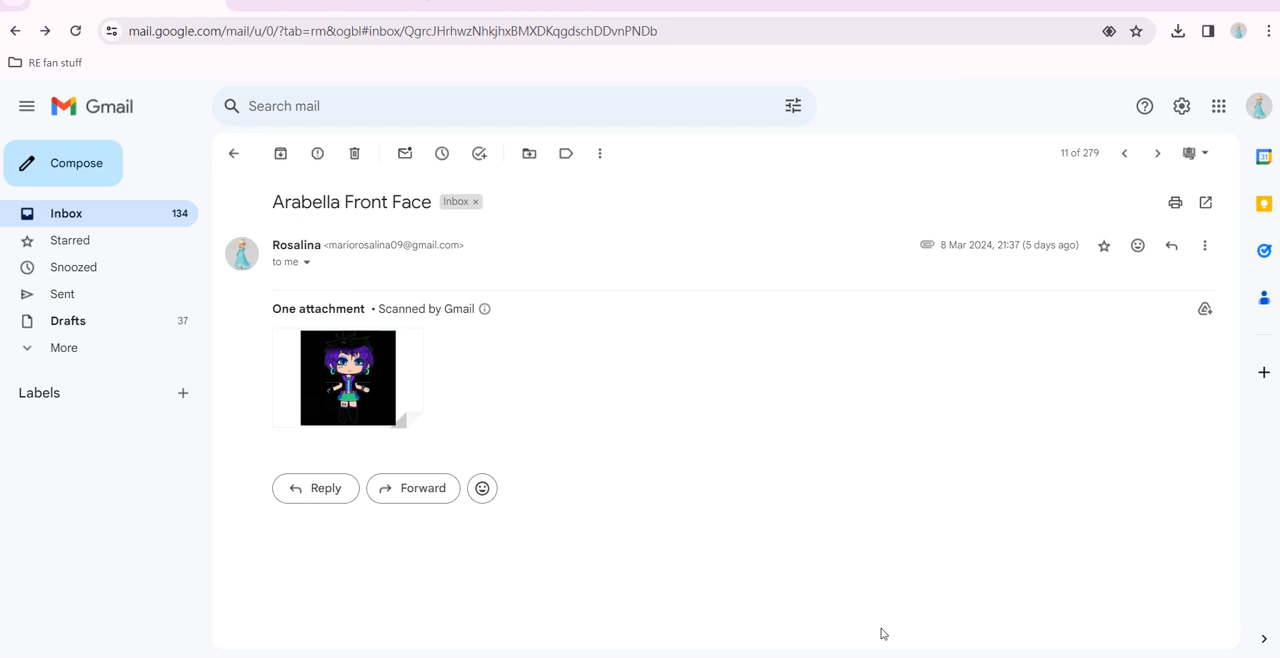 mail.google.com/mail/u/0/?tab=rm&ogbl#inbox/QgrcJHrhwzNhkjhxBMXDKqgdschDDvnPNDb
RE fan stuff
Gmail
Search mail
Compose
11 of 279
Inbox 134
Starred
Snoozed
Sent
Drafts 37
More
Labels
Arabella Front Face Inbox ×
Rosalina <mariorosalina09@gmail.com>
8 Mar 2024, 21:37 (5 days ago)
to me
One attachment • Scanned by Gmail
Reply Forward
31